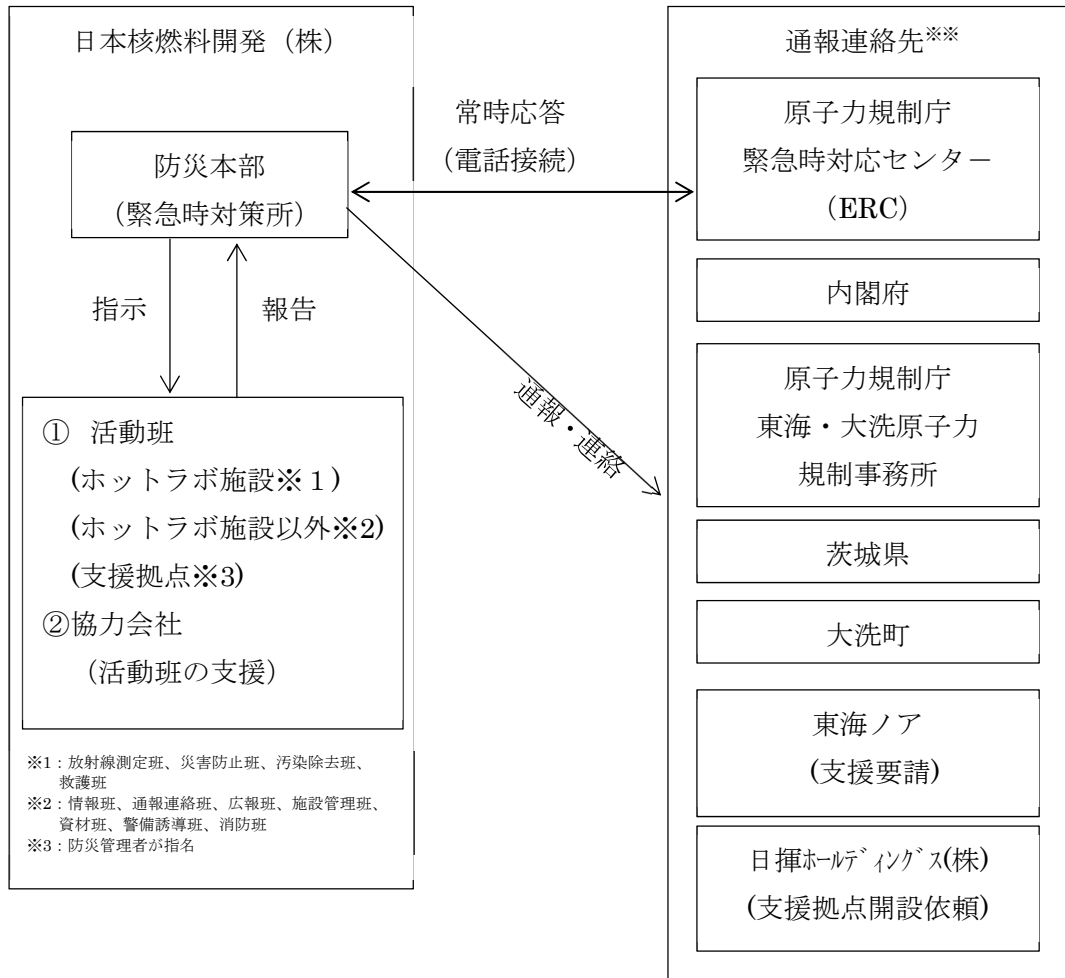 日本核燃料開発（株）
防災本部
（緊急時対策所）
指示
報告
① 活動班
(ホットラボ施設※１)
(ホットラボ施設以外※2)
(支援拠点※3)
②協力会社
（活動班の支援）
※1：放射線測定班、災害防止班、汚染除去班、
救護班
※2：情報班、通報連絡班、広報班、施設管理班、
資材班、警備誘導班、消防班
※3：防災管理者が指名
常時応答
（電話接続）
通報・連絡
通報連絡先※※
原子力規制庁
緊急時対応センター
（ERC）
内閣府
原子力規制庁
東海・大洗原子力
規制事務所
茨城県
大洗町
東海ノア
(支援要請)
日揮ﾎｰﾙﾃﾞｨﾝｸﾞｽ(株)
(支援拠点開設依頼)